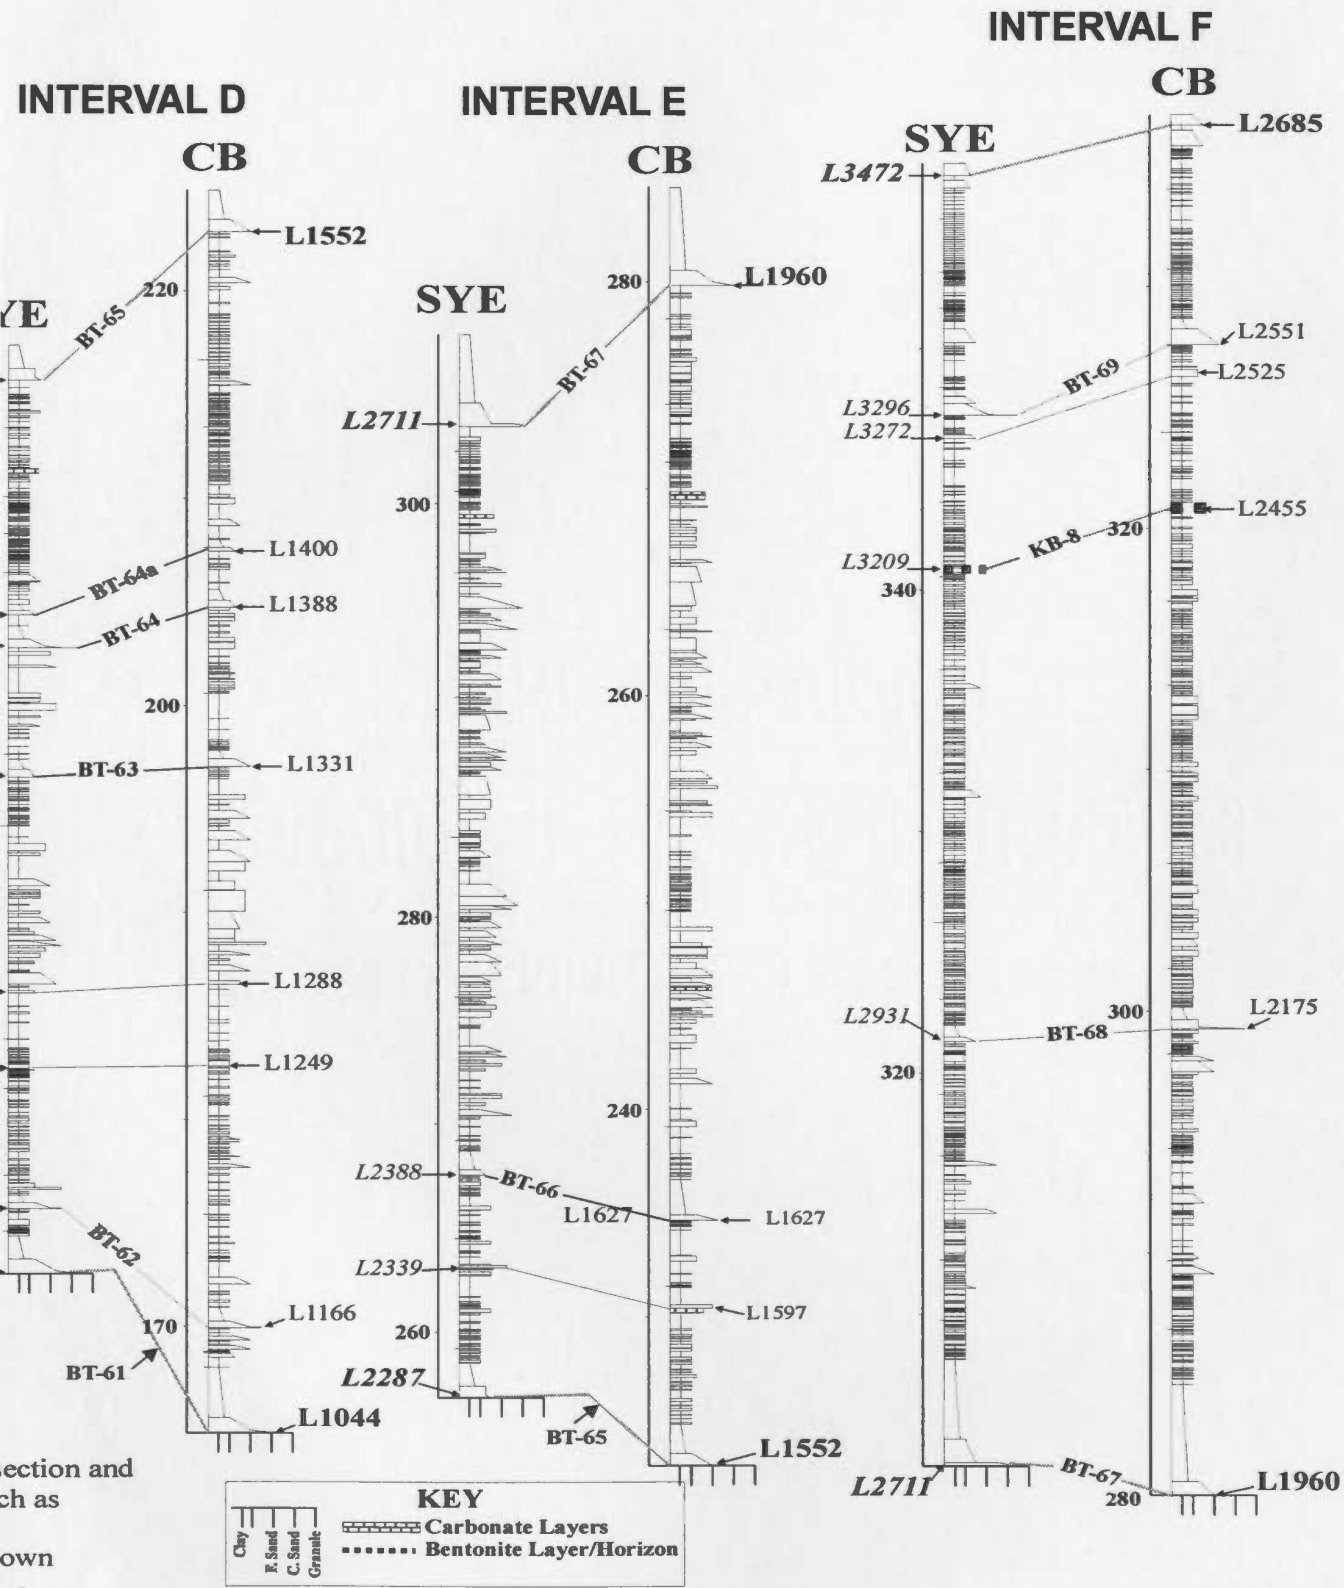 INTERVAL D
CB
YE
L1552
220
BT-65
L1400
BT-64a
L1388
BT-64
200
BT-63
L1331
L1288
L1249
BT-62
170
L1166
BT-61
L1044
INTERVAL E
CB
SYE
280
L1960
BT-67
L2711
300
260
280
240
L2388
BT-66
L1627
L1627
L2339
L1597
260
L2287
BT-65
L1552
INTERVAL F
CB
SYE
L2685
L3472
L2551
BT-69
L2525
L3296
L3272
L2455
KB-8
320
L3209
340
L2931
BT-68
300
L2175
320
BT-67
L2711
L1960
280
ection and
ch as
own
KEY
Clay
F. Sand
C. Sand
Granule
Carbonate Layers
Bentonite Layer/Horizon